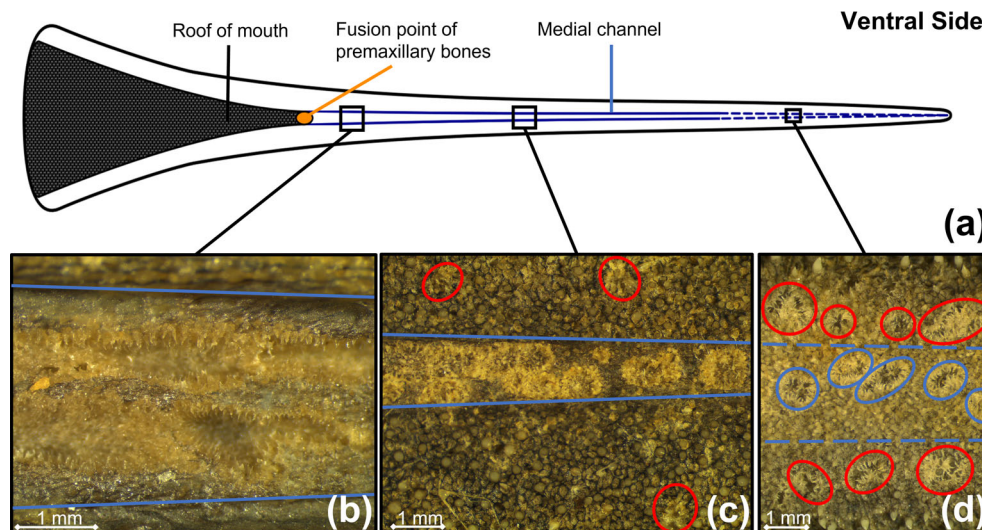 Ventral Side
Roof of mouth
Fusion point of
premaxillary bones
Medial channel
(a)
(b)
1 mm
(c)
1 mm
(d)
1 mm